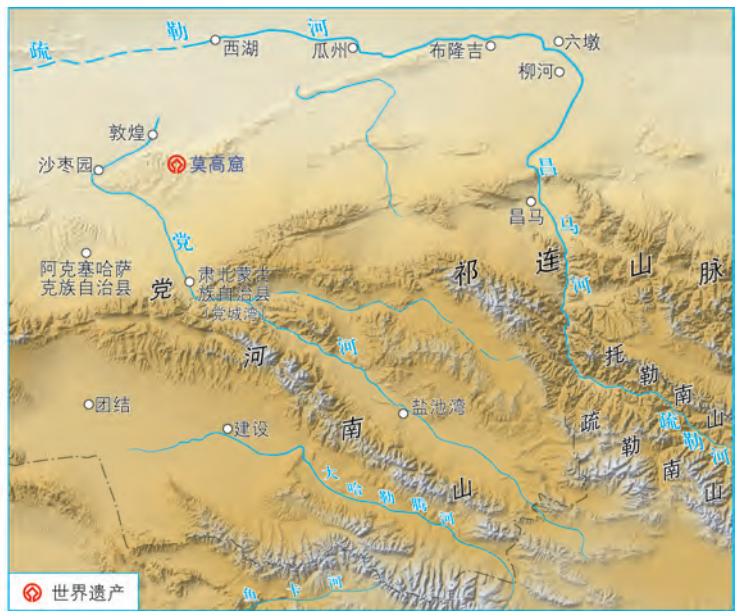 疏勒河
西湖
瓜州
布隆吉
六墩
柳河
敦煌
沙枣园
莫高窟
昌马
昌马河
党河
阿克塞哈萨
克族自治县
肃北蒙古
族自治县
(党城湾)
祁连山脉
党河南山
托勒南山
疏勒河
疏勒南山
盐池湾
团结
建设
大哈勒腾河
鱼卡河
世界遗产